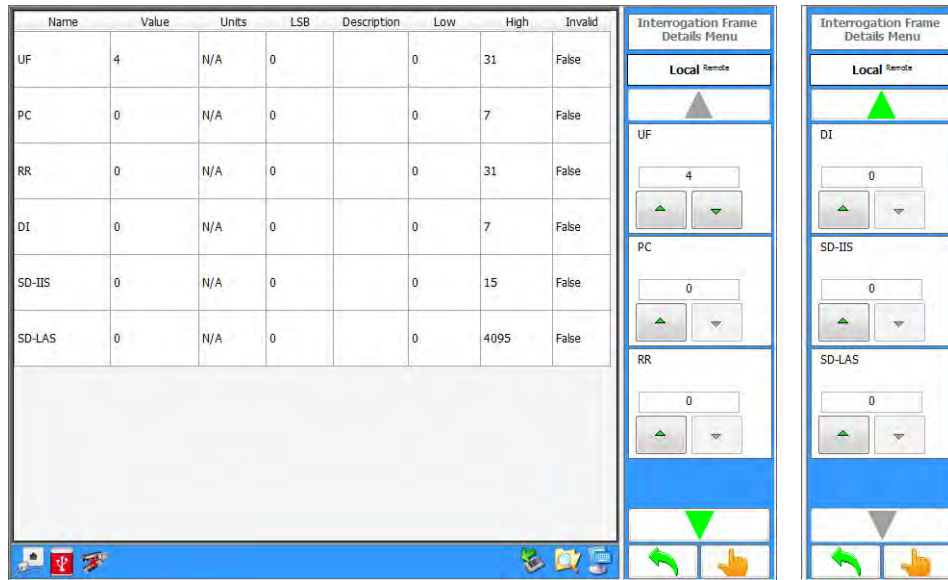 Name Value Units LSB Description Low High Invalid
UF 4 N/A 0 0 31 False
PC 0 N/A 0 0 7 False
RR 0 N/A 0 0 31 False
DI 0 N/A 0 0 7 False
SD-IIS 0 N/A 0 0 15 False
SD-LAS 0 N/A 0 0 4095 False
Interrogation Frame
Details Menu
Local Remote
UF
4
PC
0
RR
0
Interrogation Frame
Details Menu
Local Remote
DI
0
SD-IIS
0
SD-LAS
0